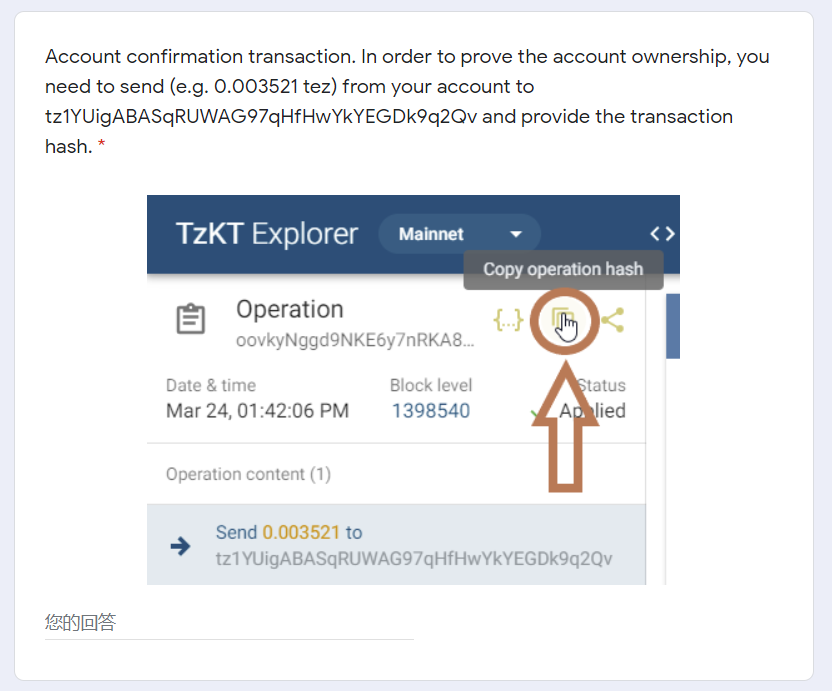 Account confirmation transaction. In order to prove the account ownership, you
need to send (e.g. 0.003521 tez) from your account to
tz1YUigABASqRUWAG97qHfHwYkYEGDk9q2Qv and provide the transaction
hash. *
TzKT Explorer Mainnet < >
Copy operation hash
Operation {...}
oovkyNggd9NKE6y7nRKA8...
Date & time Block level Status
Mar 24, 01:42:06 PM 1398540 Applied
Operation content (1)
Send 0.003521 to
tz1YUigABASqRUWAG97qHfHwYkYEGDk9q2Qv
您的回答